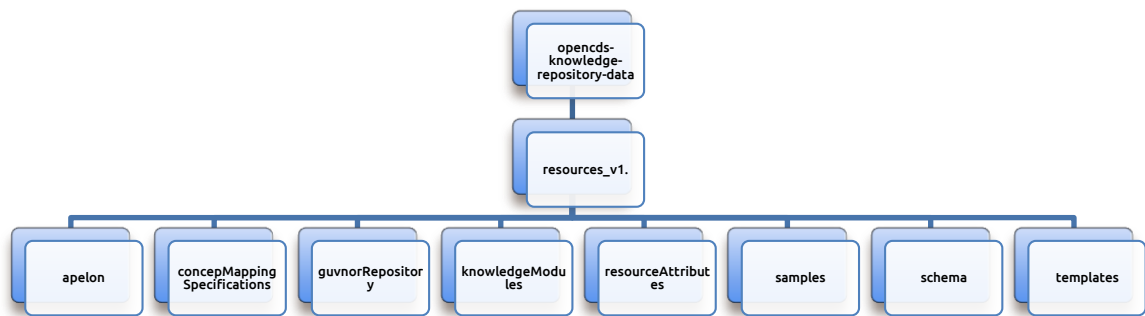 opencds-
knowledge-
repository-data
resources_v1.
apelon
concepMapping
Specifications
guvnorRepositor
y
knowledgeModu
les
resourceAttribut
es
samples
schema
templates